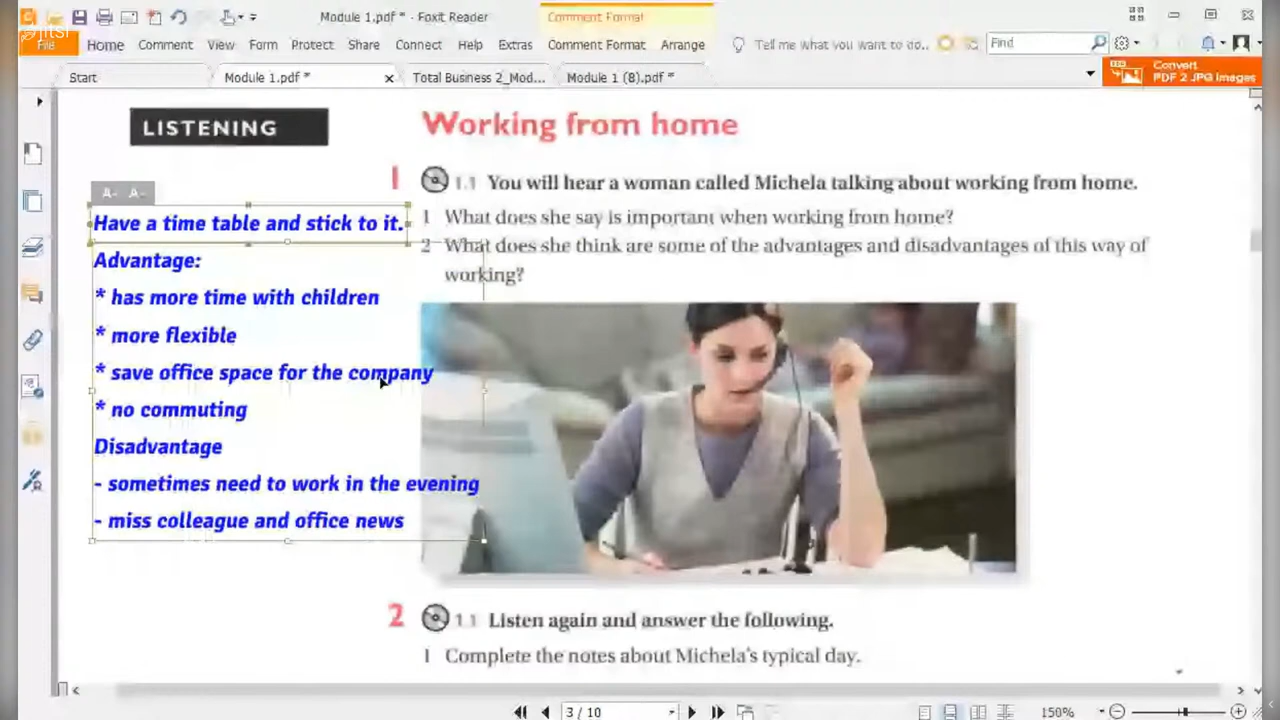 Module 1.pdf * - Foxit Reader
Comment Format
jitsi
File
Home
Comment
View
Form
Protect
Share
Connect
Help
Extras
Comment Format
Arrange
Tell me what you want to do..
Find
Start
Module 1.pdf *
Total Business 2_Mod...
Module 1 (8).pdf *
Convert
PDF 2 JPG Images
LISTENING
Working from home
1
1.1 You will hear a woman called Michela talking about working from home.
1 What does she say is important when working from home?
2 What does she think are some of the advantages and disadvantages of this way of
working?
A- A-
Have a time table and stick to it.
Advantage:
* has more time with children
* more flexible
* save office space for the company
* no commuting
Disadvantage
- sometimes need to work in the evening
- miss colleague and office news
2
1.1 Listen again and answer the following.
1 Complete the notes about Michela's typical day.
3 / 10
150%